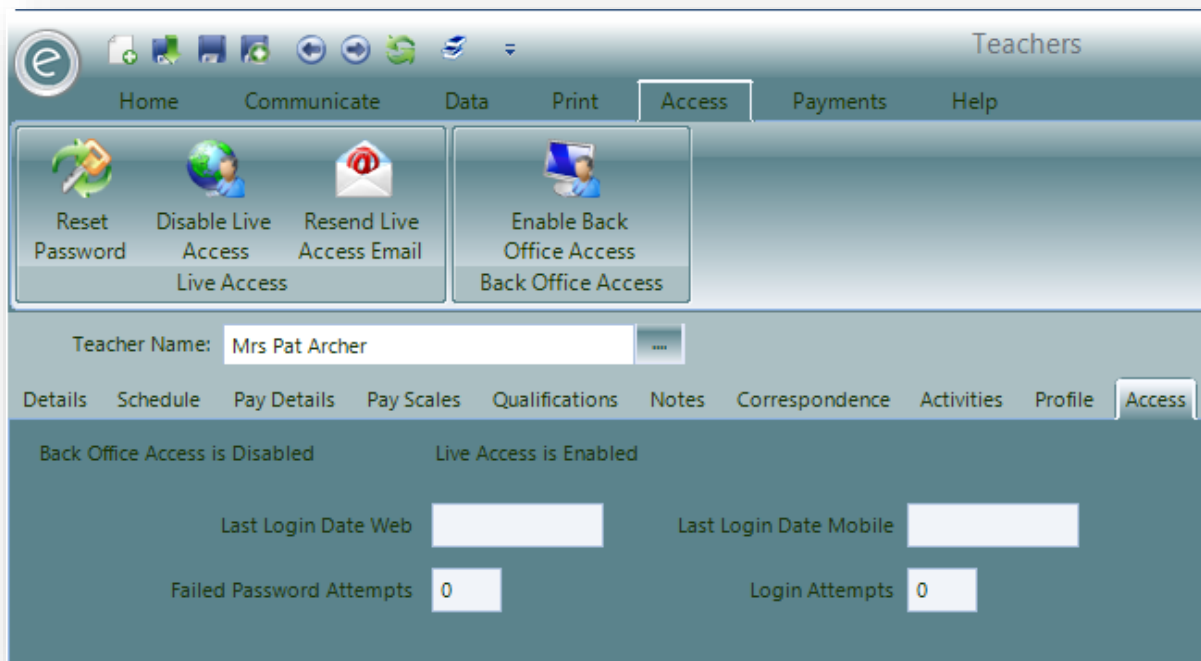 e
Teachers
Home Communicate Data Print Access Payments Help
Reset Disable Live Resend Live Enable Back
Password Access Access Email Office Access
Live Access Back Office Access
Teacher Name: Mrs Pat Archer ....
Details Schedule Pay Details Pay Scales Qualifications Notes Correspondence Activities Profile Access
Back Office Access is Disabled Live Access is Enabled
Last Login Date Web Last Login Date Mobile
Failed Password Attempts 0 Login Attempts 0